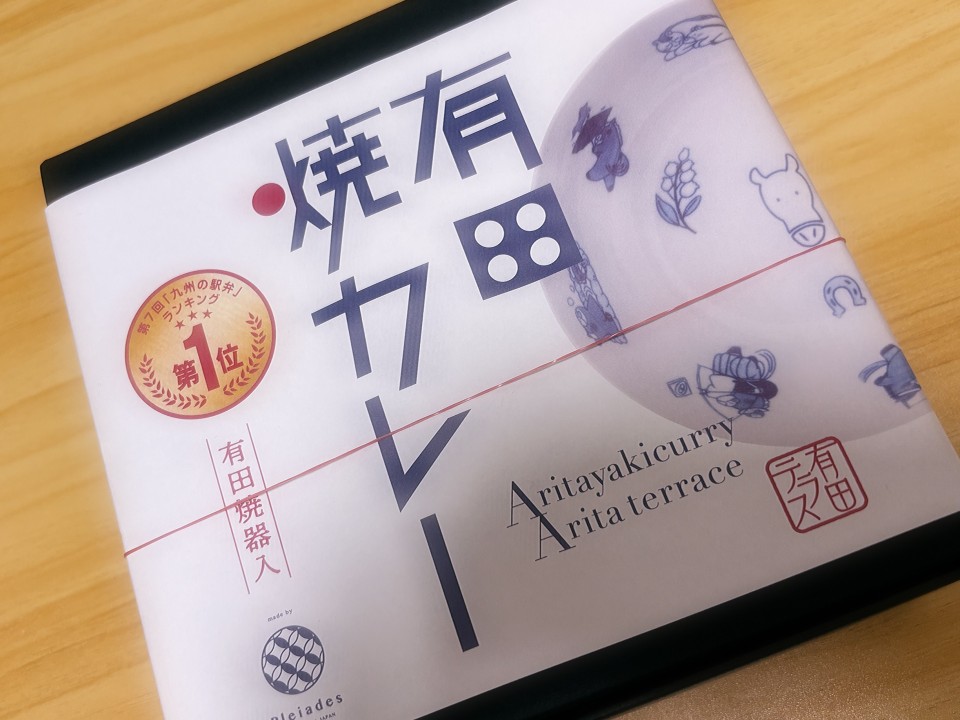 有田
焼カレー
第7回「九州の駅弁」
ランキング
第1位
有田焼器入
Aritayakicurry
Arita terrace
有田
テラス
made by
Pleiades
JAPAN